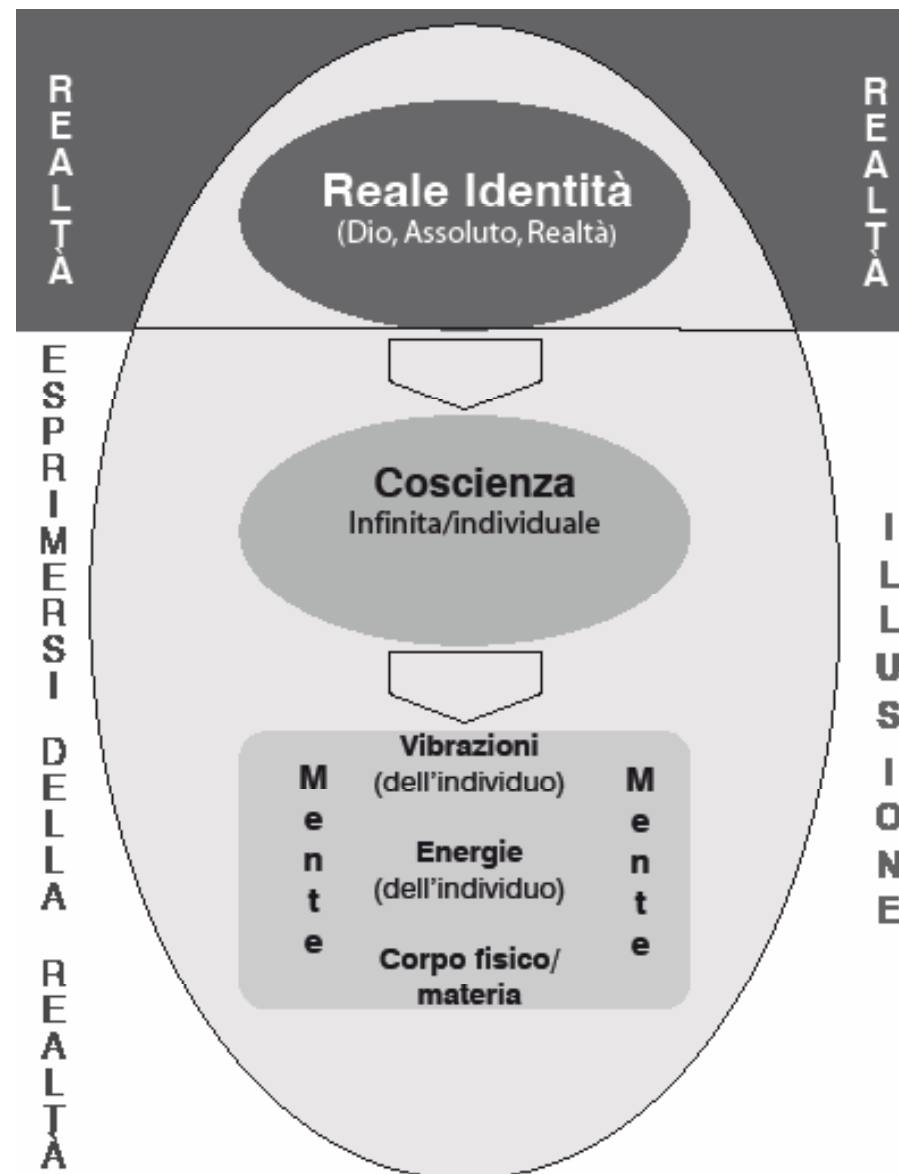 REALTÀ
REALTÀ
Reale Identità
(Dio, Assoluto, Realtà)
ESPRIMERSI DELLA REALTÀ
ILLUSIONE
Coscienza
Infinita/individuale
Vibrazioni
(dell'individuo)
Mente
Mente
Energie
(dell'individuo)
Corpo fisico/
materia